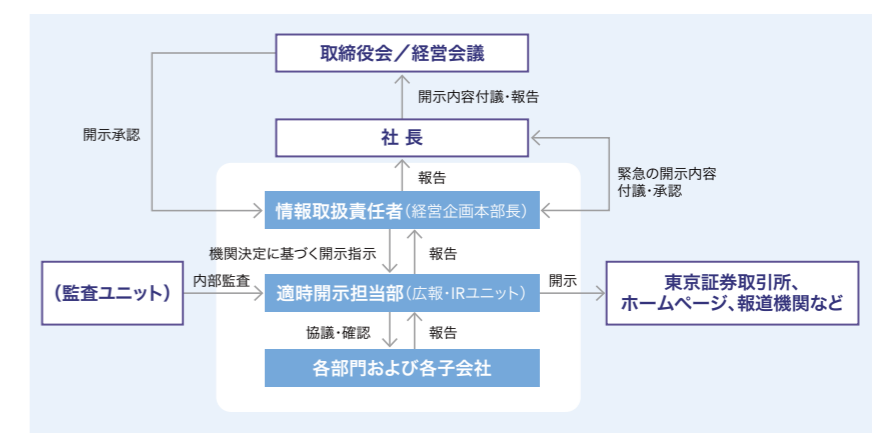 取締役会／経営会議
開示内容付議・報告
開示承認
社 長
緊急の開示内容
付議・承認
報告
情報取扱責任者(経営企画本部長)
機関決定に基づく開示指示
報告
(監査ユニット)
内部監査
適時開示担当部(広報・IRユニット)
開示
東京証券取引所、
ホームページ、報道機関など
協議・確認
報告
各部門および各子会社